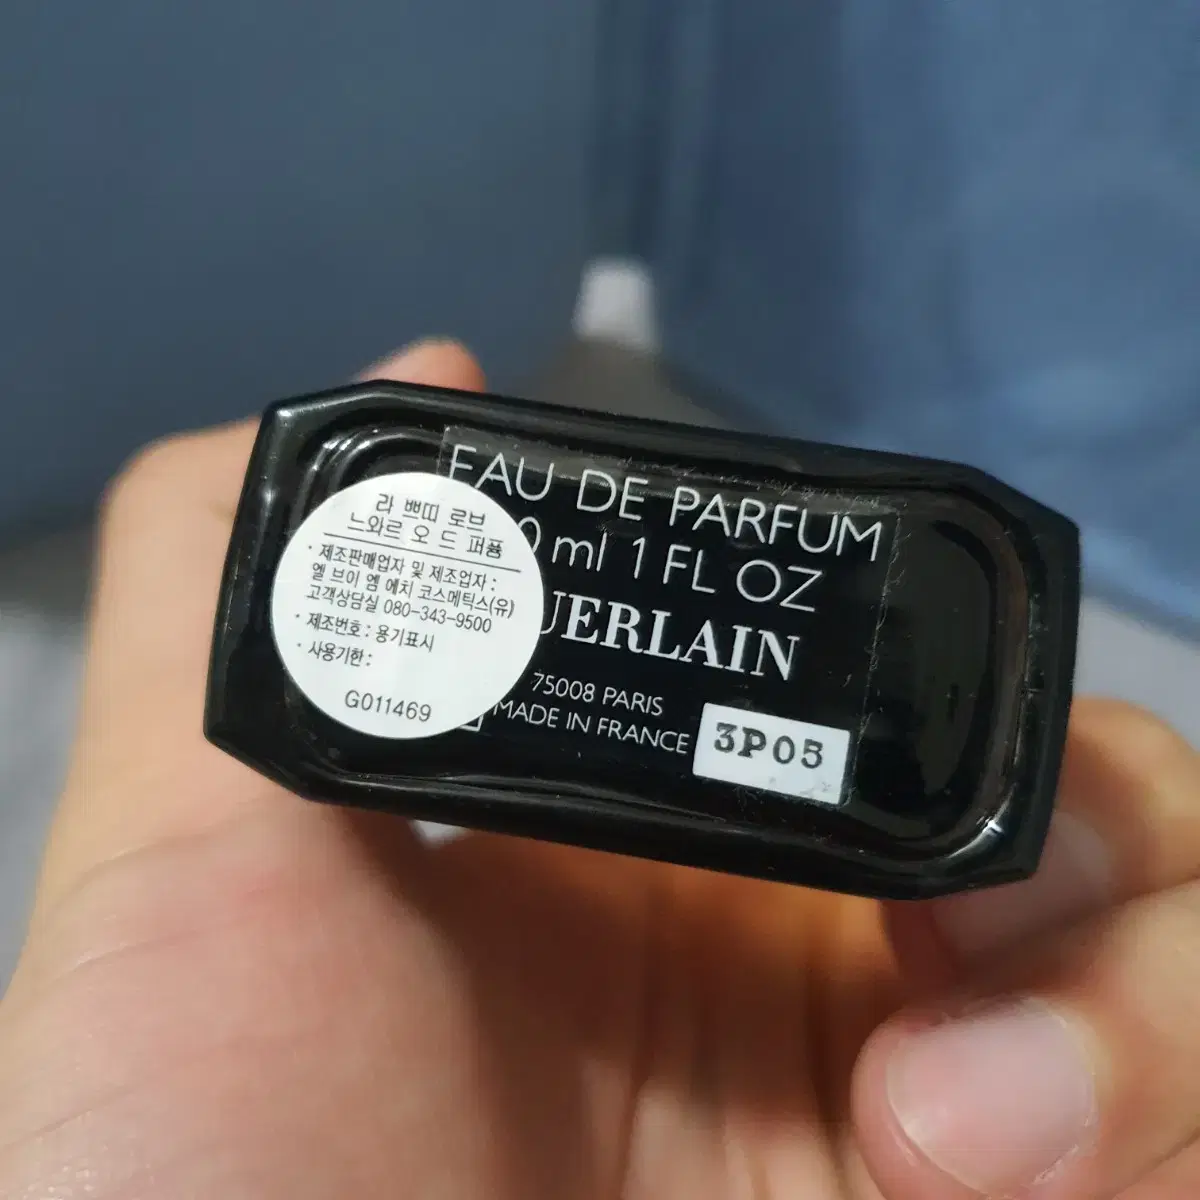 라 쁘띠 로브
느와르 오 드 퍼퓸
· 제조판매업자 및 제조업자 :
엘 브이 엠 에치 코스메틱스(유)
고객상담실 080-343-9500
· 제조번호 : 용기표시
· 사용기한 :
G011469
EAU DE PARFUM
0 ml 1 FL OZ
UERLAIN
75008 PARIS
MADE IN FRANCE
3P05